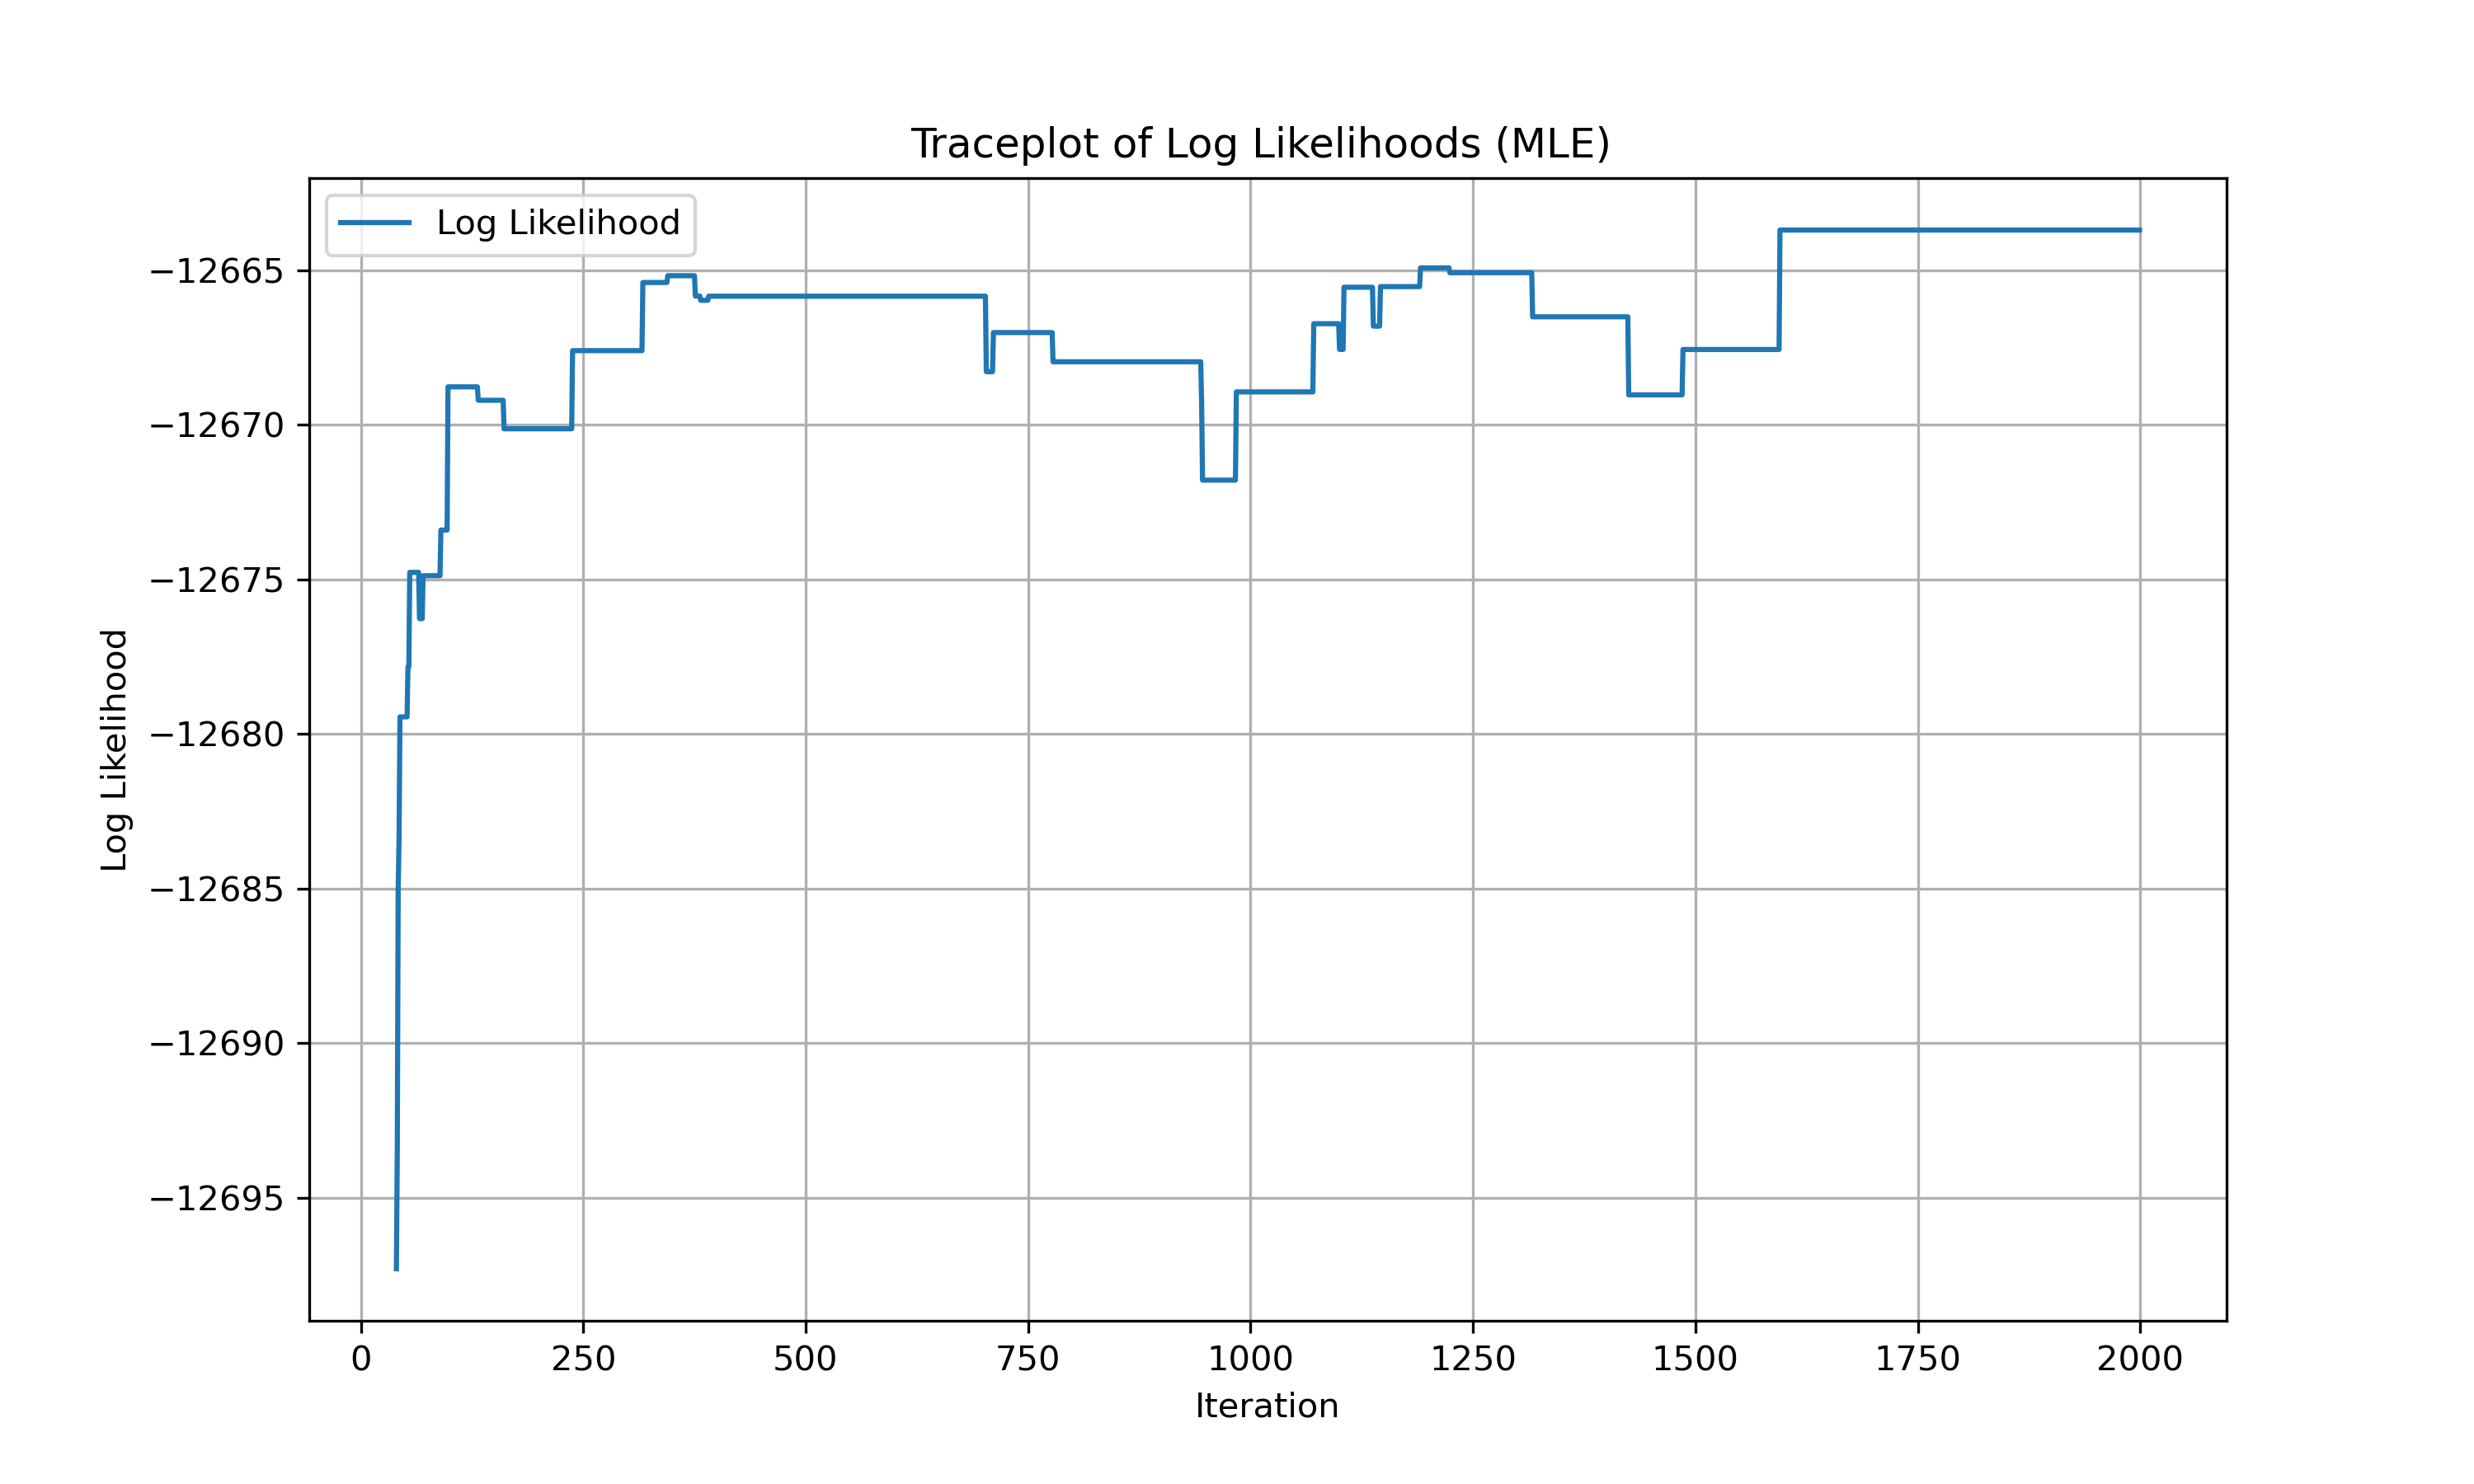 Traceplot of Log Likelihoods (MLE)
Log Likelihood
−12665
−12670
−12675
−12680
−12685
−12690
−12695
Log Likelihood
0 250 500 750 1000 1250 1500 1750 2000
Iteration